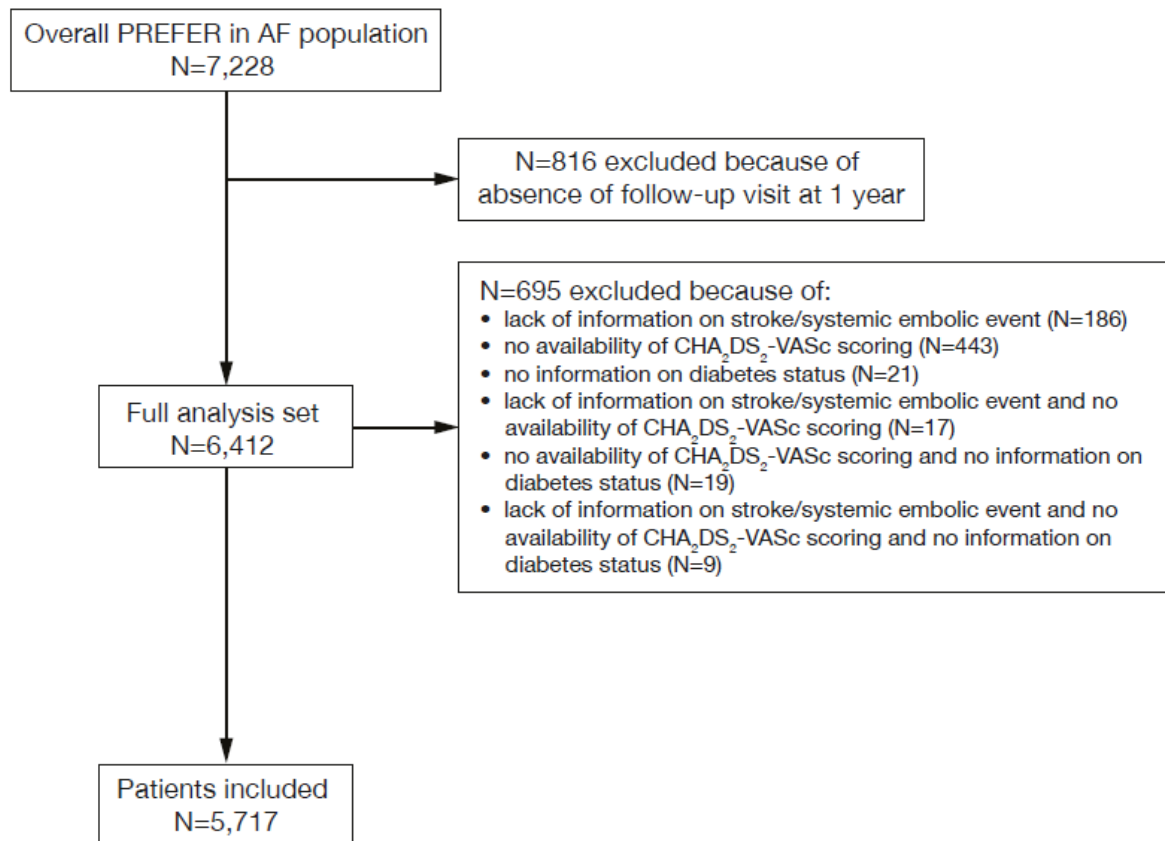 Overall PREFER in AF population
N=7,228
N=816 excluded because of
absence of follow-up visit at 1 year
N=695 excluded because of:
• lack of information on stroke/systemic embolic event (N=186)
• no availability of CHA₂DS₂-VASc scoring (N=443)
• no information on diabetes status (N=21)
• lack of information on stroke/systemic embolic event and no
availability of CHA₂DS₂-VASc scoring (N=17)
• no availability of CHA₂DS₂-VASc scoring and no information on
diabetes status (N=19)
• lack of information on stroke/systemic embolic event and no
availability of CHA₂DS₂-VASc scoring and no information on
diabetes status (N=9)
Full analysis set
N=6,412
Patients included
N=5,717